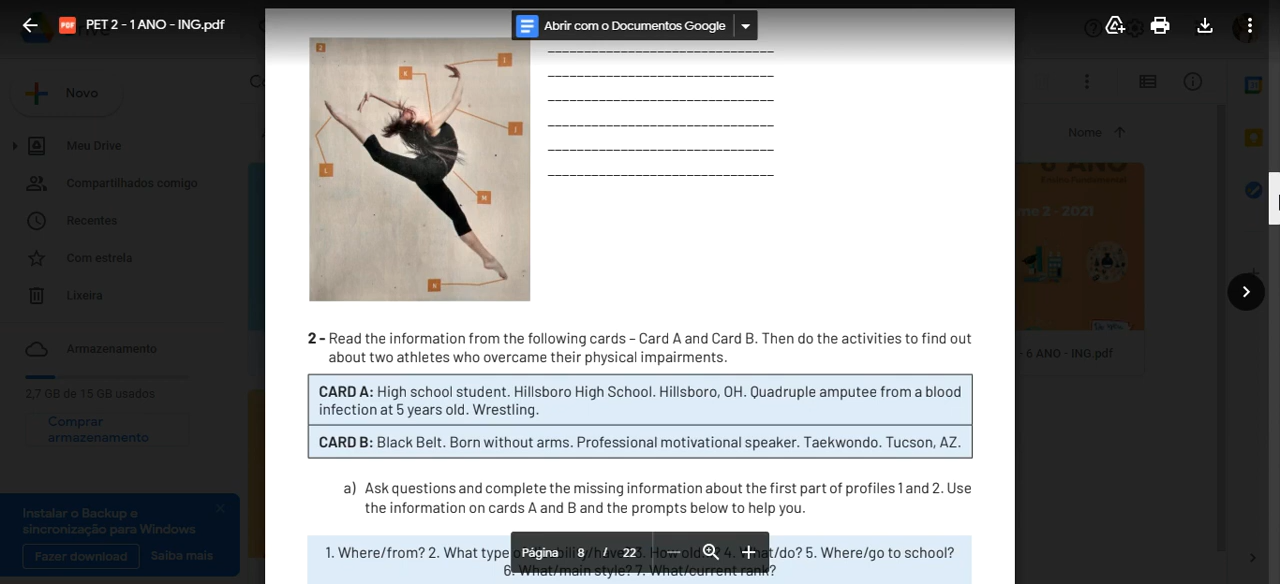 PDF PET 2 - 1 ANO - ING.pdf
Abrir com o Documentos Google
Novo
Nome
Meu Drive
Compartilhados comigo
Recentes
Com estrela
Lixeira
Armazenamento
2,7 GB de 15 GB usados
Comprar
armazenamento
Instalar o Backup e
sincronização para Windows
Fazer download
Saiba mais
2
K
I
J
L
M
N
2 - Read the information from the following cards – Card A and Card B. Then do the activities to find out
about two athletes who overcame their physical impairments.
CARD A: High school student. Hillsboro High School. Hillsboro, OH. Quadruple amputee from a blood
infection at 5 years old. Wrestling.
CARD B: Black Belt. Born without arms. Professional motivational speaker. Taekwondo. Tucson, AZ.
a) Ask questions and complete the missing information about the first part of profiles 1 and 2. Use
the information on cards A and B and the prompts below to help you.
1. Where/from? 2. What type 5. Where/go to school?
6. What/main style? 7. What/current rank?
Página 8 / 22
6 ANO
2 - 2021
- 6 ANO - ING.pdf